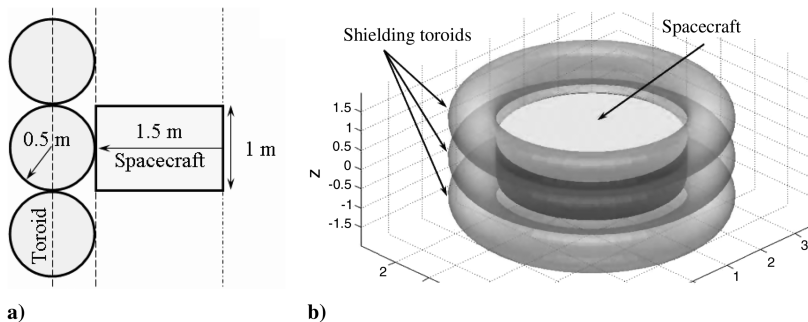 a)
0.5 m
1.5 m
Spacecraft
1 m
Toroid
b)
Shielding toroids
Spacecraft
z
1.5
1
0.5
0
-0.5
-1
-1.5
2
1
2
3